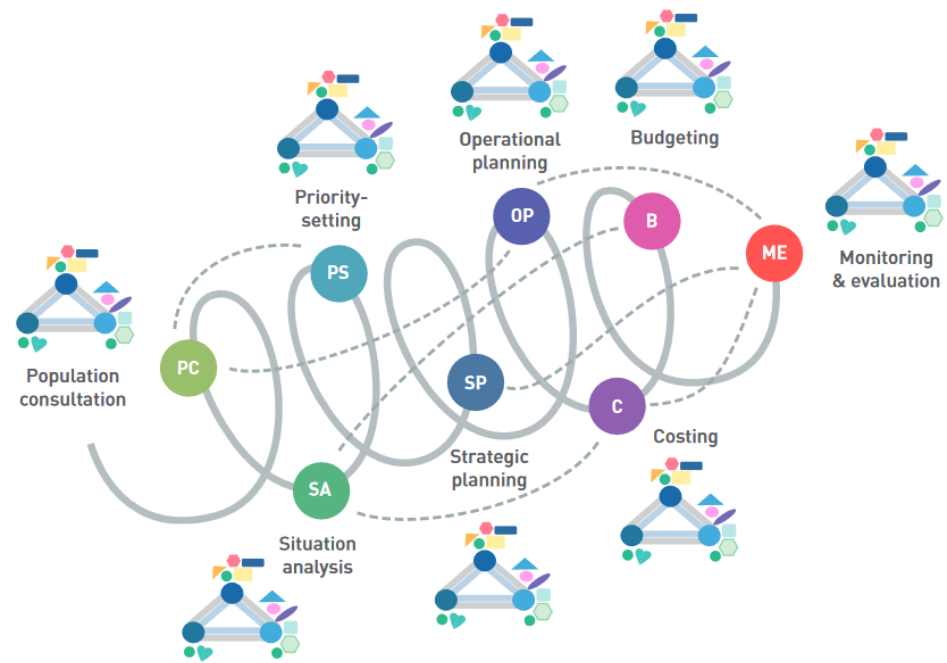 Operational
planning
Budgeting
Priority-
setting
OP
B
ME
Monitoring
& evaluation
PS
PC
Population
consultation
SP
C
Costing
Strategic
planning
SA
Situation
analysis